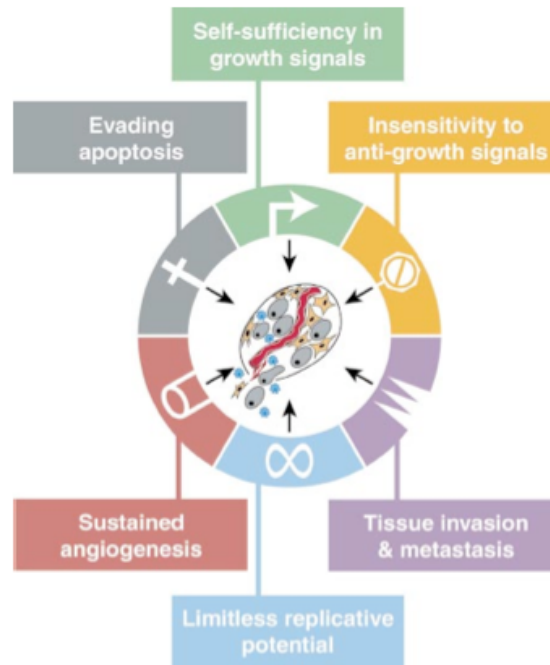 Self-sufficiency in
growth signals
Evading
apoptosis
Insensitivity to
anti-growth signals
Sustained
angiogenesis
Tissue invasion
& metastasis
Limitless replicative
potential